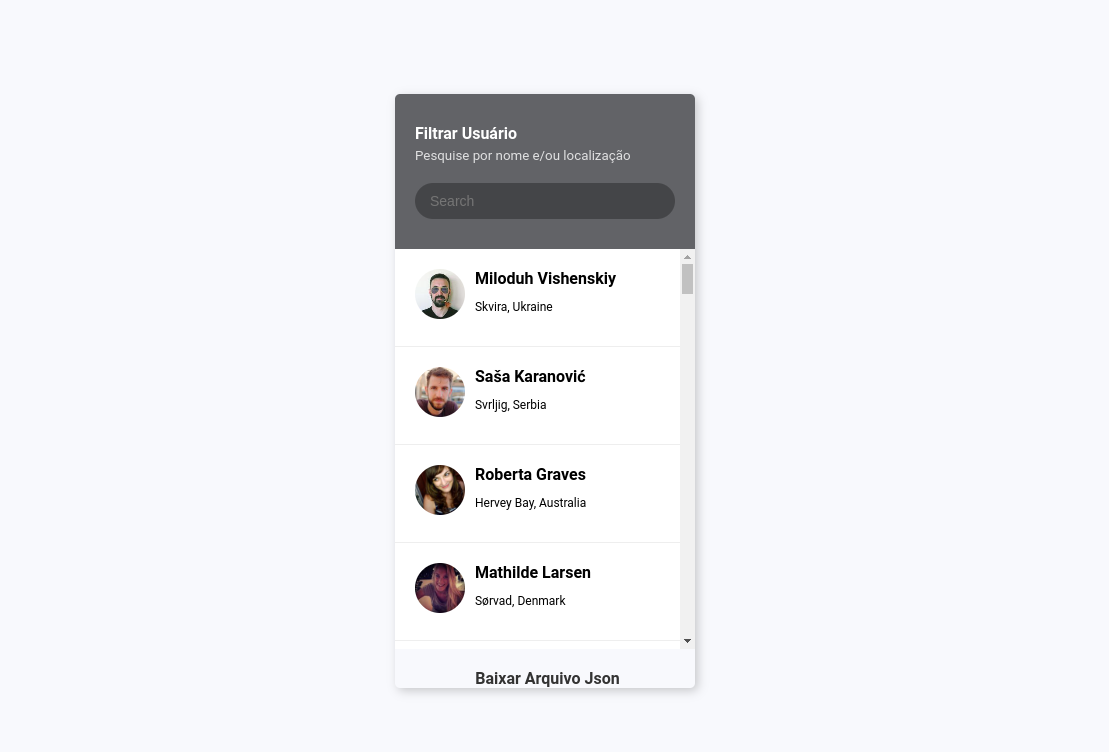 Filtrar Usuário
Pesquise por nome e/ou localização
Search
Miloduh Vishenskiy
Skvira, Ukraine
Saša Karanović
Svrljig, Serbia
Roberta Graves
Hervey Bay, Australia
Mathilde Larsen
Sørvad, Denmark
Baixar Arquivo Json